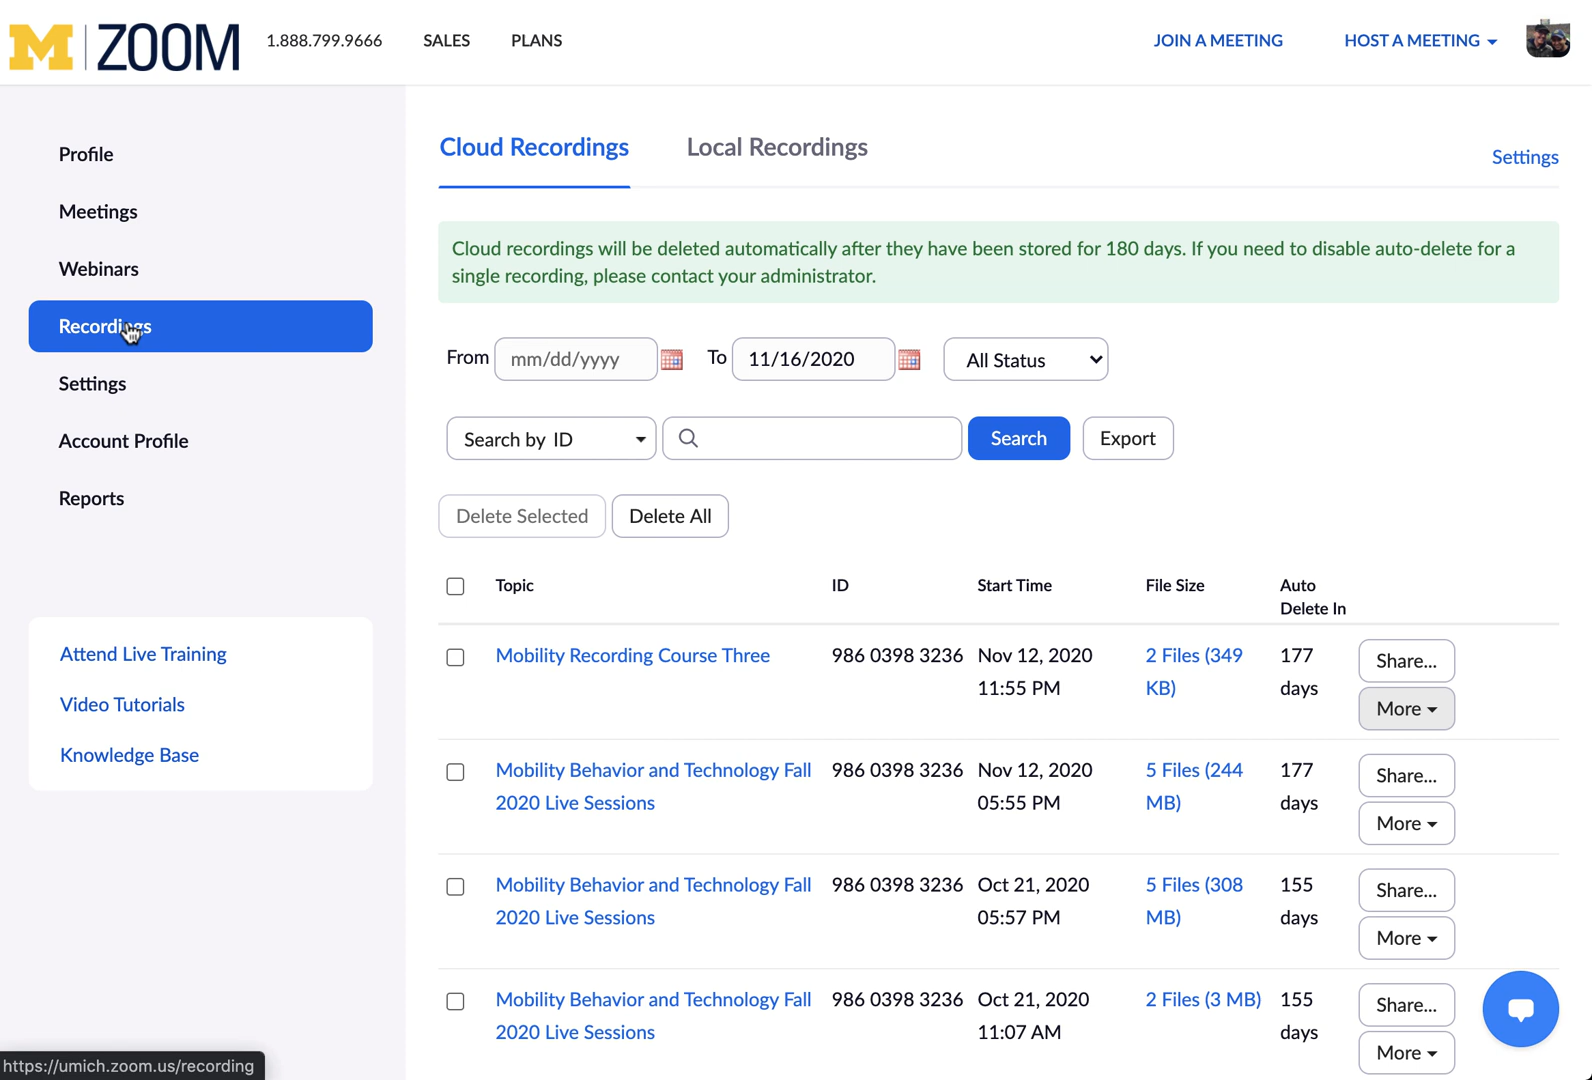 M | ZOOM 1.888.799.9666 SALES PLANS JOIN A MEETING HOST A MEETING
Profile
Meetings
Webinars
Recordings
Settings
Account Profile
Reports
Attend Live Training
Video Tutorials
Knowledge Base
Cloud Recordings Local Recordings Settings
Cloud recordings will be deleted automatically after they have been stored for 180 days. If you need to disable auto-delete for a
single recording, please contact your administrator.
From mm/dd/yyyy To 11/16/2020 All Status
Search by ID Search Export
Delete Selected Delete All
Topic ID Start Time File Size Auto
Delete In
Mobility Recording Course Three 986 0398 3236 Nov 12, 2020 2 Files (349 177 Share...
11:55 PM KB) days More
Mobility Behavior and Technology Fall 986 0398 3236 Nov 12, 2020 5 Files (244 177 Share...
2020 Live Sessions 05:55 PM MB) days More
Mobility Behavior and Technology Fall 986 0398 3236 Oct 21, 2020 5 Files (308 155 Share...
2020 Live Sessions 05:57 PM MB) days More
Mobility Behavior and Technology Fall 986 0398 3236 Oct 21, 2020 2 Files (3 MB) 155 Share...
2020 Live Sessions 11:07 AM days More
https://umich.zoom.us/recording